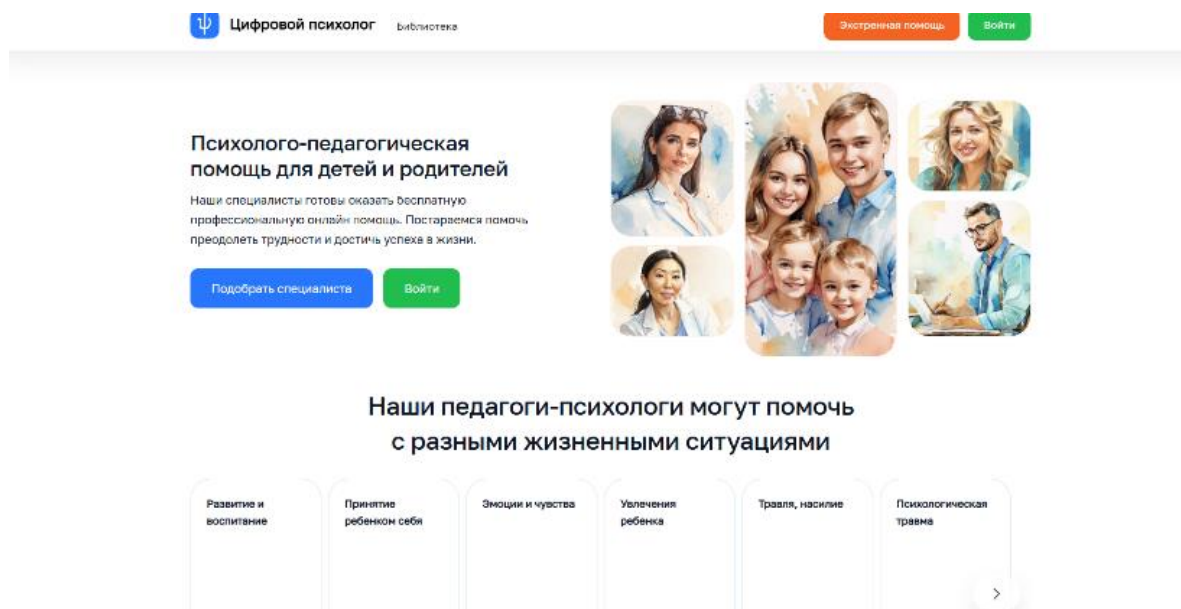 Ψ Цифровой психолог Библиотека Экстренная помощь Войти
Психолого-педагогическая
помощь для детей и родителей
Наши специалисты готовы оказать бесплатную
профессиональную онлайн помощь. Постараемся помочь
преодолеть трудности и достичь успеха в жизни.
Подобрать специалиста Войти
Наши педагоги-психологи могут помочь
с разными жизненными ситуациями
Развитие и
воспитание
Принятие
ребенком себя
Эмоции и чувства
Увлечения
ребенка
Травля, насилие
Психологическая
травма